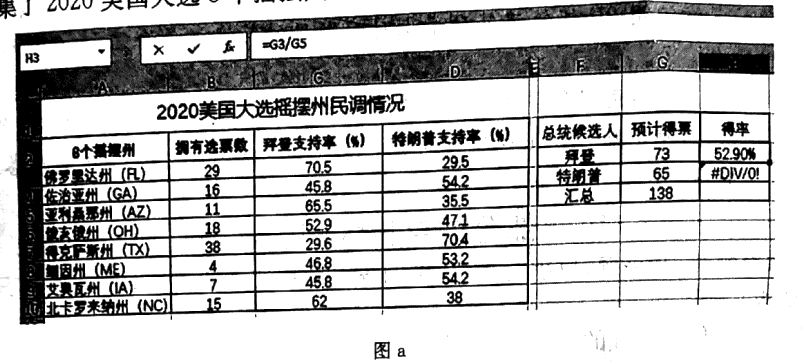 集了 2020 美国大选 8 个摇摆
H3 =G3/G5
A B C D E F G
2020美国大选摇摆州民调情况
8个摇摆州 拥有选票数 拜登支持率（%） 特朗普支持率（%） 总统候选人 预计得票 得率
佛罗里达州（FL） 29 70.5 29.5 拜登 73 52.90%
佐治亚州（GA） 16 45.8 54.2 特朗普 65 #DIV/0!
亚利桑那州（AZ） 11 65.5 35.5 汇总 138
俄亥俄州（OH） 18 52.9 47.1
得克萨斯州（TX） 38 29.6 70.4
缅因州（ME） 4 46.8 53.2
艾奥瓦州（IA） 7 45.8 54.2
北卡罗来纳州（NC） 15 62 38
图 a